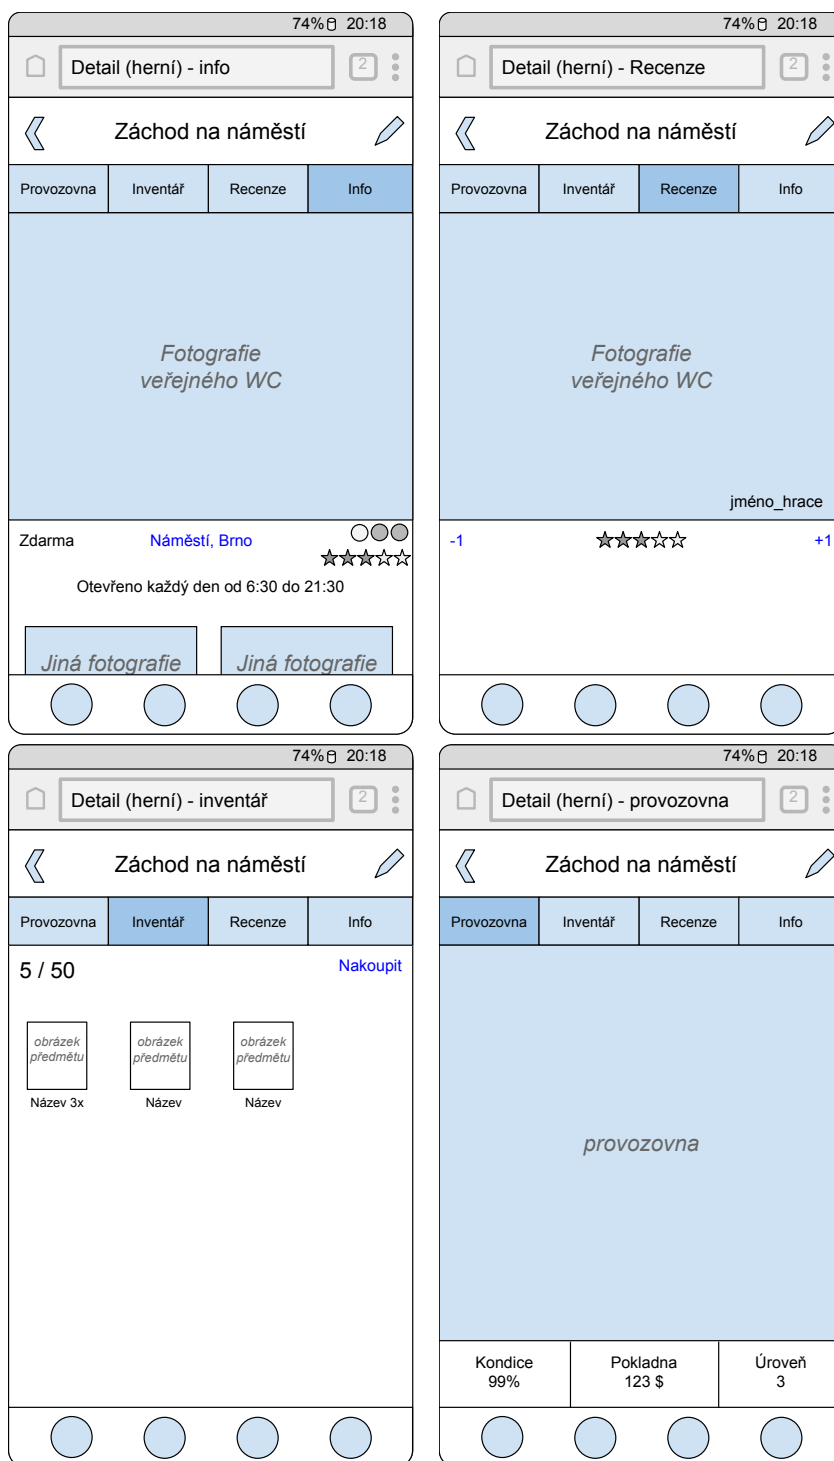 74% 20:18
Detail (herní) - info
2
Záchod na náměstí
Provozovna Inventář Recenze Info
Fotografie
veřejného WC
Zdarma Náměstí, Brno
Otevřeno každý den od 6:30 do 21:30
Jiná fotografie Jiná fotografie
74% 20:18
Detail (herní) - Recenze
2
Záchod na náměstí
Provozovna Inventář Recenze Info
Fotografie
veřejného WC
jméno_hrace
-1 +1
74% 20:18
Detail (herní) - inventář
2
Záchod na náměstí
Provozovna Inventář Recenze Info
5 / 50 Nakoupit
obrázek obrázek obrázek
předmětu předmětu předmětu
Název 3x Název Název
74% 20:18
Detail (herní) - provozovna
2
Záchod na náměstí
Provozovna Inventář Recenze Info
provozovna
Kondice Pokladna Úroveň
99% 123 $ 3